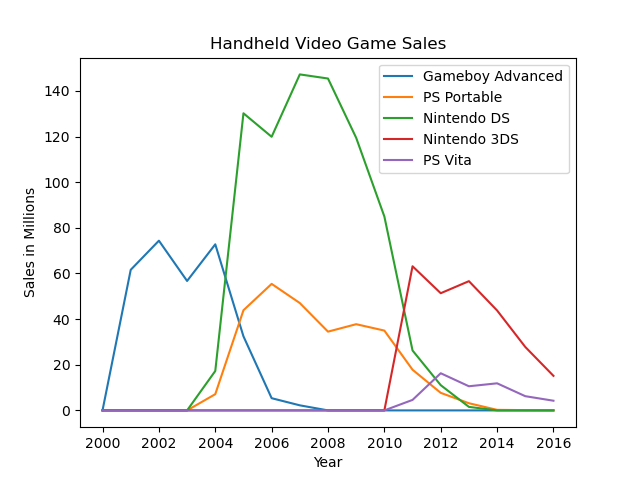 Handheld Video Game Sales
Gameboy Advanced
PS Portable
Nintendo DS
Nintendo 3DS
PS Vita
Sales in Millions
140
120
100
80
60
40
20
0
2000 2002 2004 2006 2008 2010 2012 2014 2016
Year